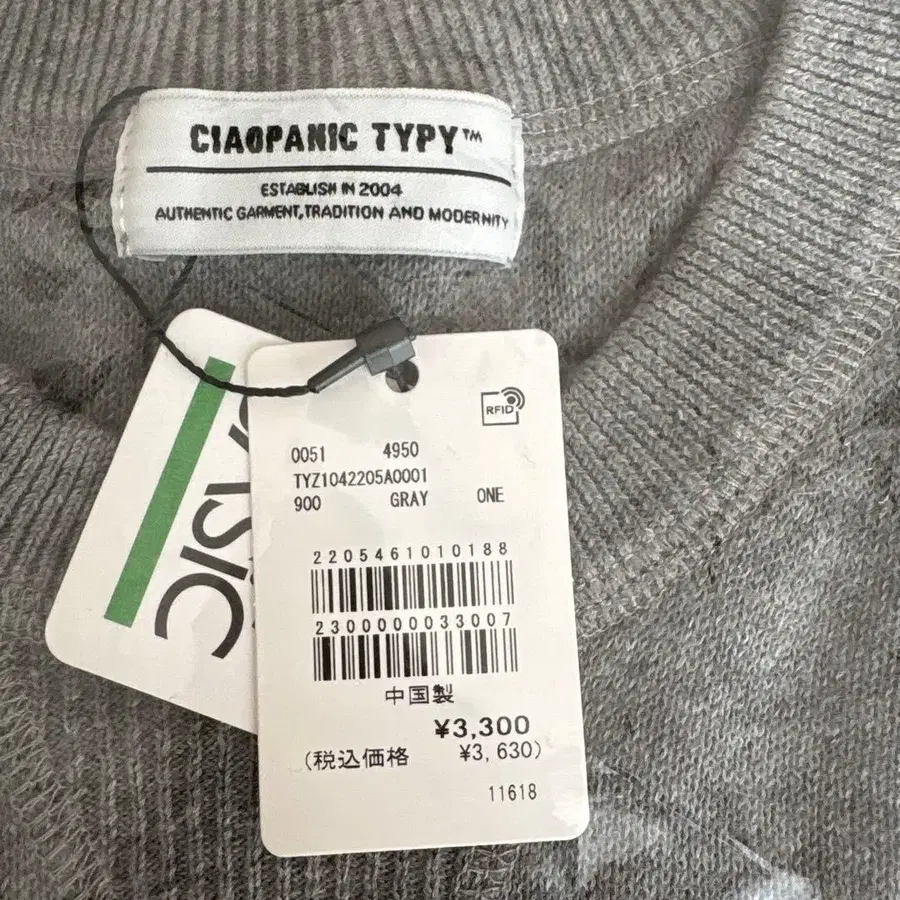 CIAOPANIC TYPY™
ESTABLISH IN 2004
AUTHENTIC GARMENT,TRADITION AND MODERNITY
RFID
0051 4950
TYZ1042205A0001
900 GRAY ONE
2205461010188
2300000033007
中国製
¥3,300
(税込価格 ¥3,630)
11618